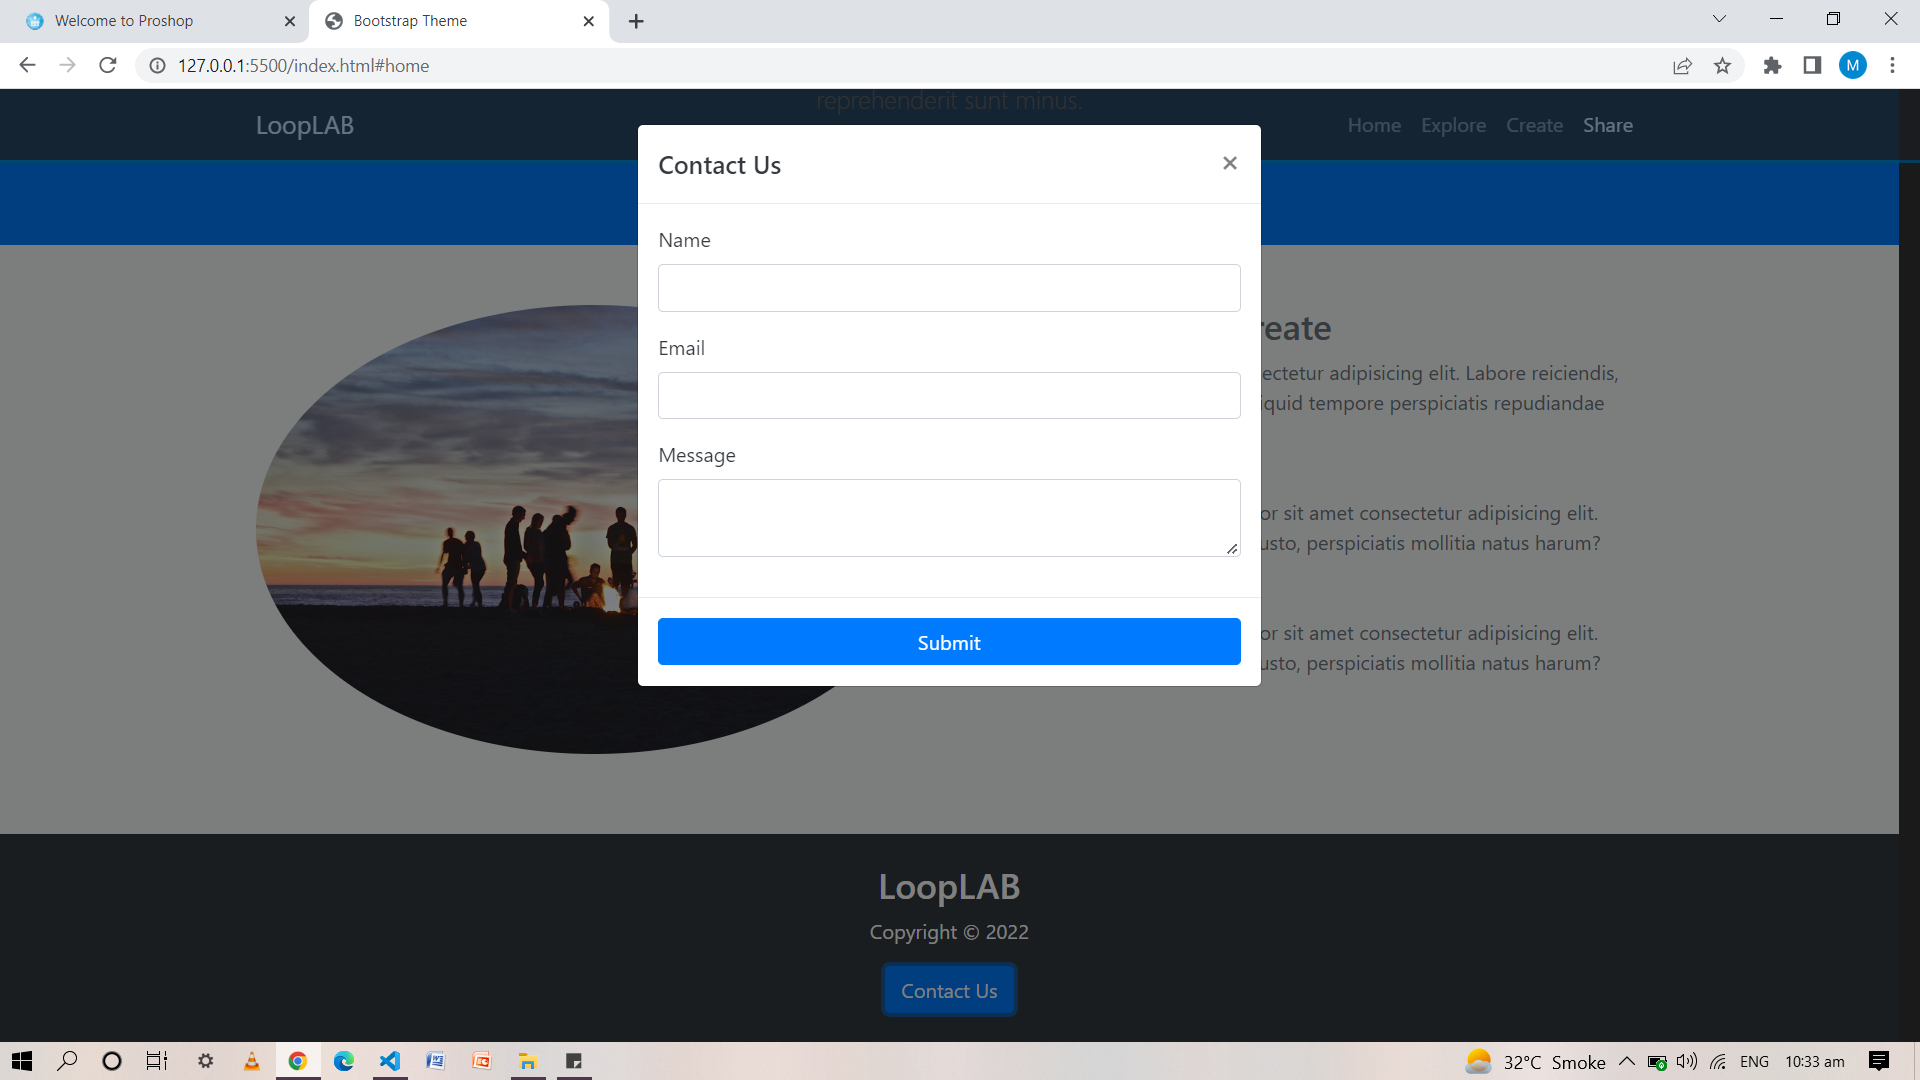 Welcome to Proshop
Bootstrap Theme
127.0.0.1:5500/index.html#home
M
reprehenderit sunt minus.
LoopLAB
Home Explore Create Share
Contact Us
Name
Email
Message
Submit
reate
ectetur adipisicing elit. Labore reiciendis,
iquid tempore perspiciatis repudiandae
or sit amet consectetur adipisicing elit.
usto, perspiciatis mollitia natus harum?
or sit amet consectetur adipisicing elit.
usto, perspiciatis mollitia natus harum?
LoopLAB
Copyright © 2022
Contact Us
32°C Smoke ENG 10:33 am